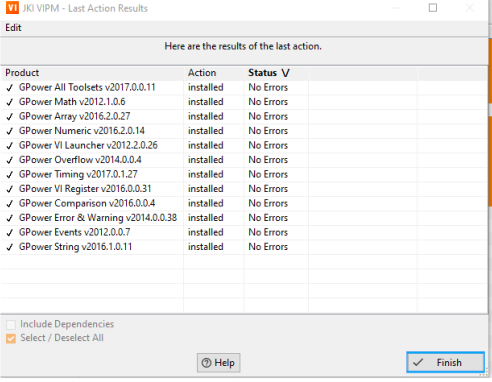 VI JKI VIPM - Last Action Results
Edit
Here are the results of the last action.
Product Action Status V
✓ GPower All Toolsets v2017.0.0.11 installed No Errors
✓ GPower Math v2012.1.0.6 installed No Errors
✓ GPower Array v2016.2.0.27 installed No Errors
✓ GPower Numeric v2016.2.0.14 installed No Errors
✓ GPower VI Launcher v2012.2.0.26 installed No Errors
✓ GPower Overflow v2014.0.0.4 installed No Errors
✓ GPower Timing v2017.0.1.27 installed No Errors
✓ GPower VI Register v2016.0.0.31 installed No Errors
✓ GPower Comparison v2016.0.0.4 installed No Errors
✓ GPower Error & Warning v2014.0.0.38 installed No Errors
✓ GPower Events v2012.0.0.7 installed No Errors
✓ GPower String v2016.1.0.11 installed No Errors
Include Dependencies
Select / Deselect All
? Help ✓ Finish